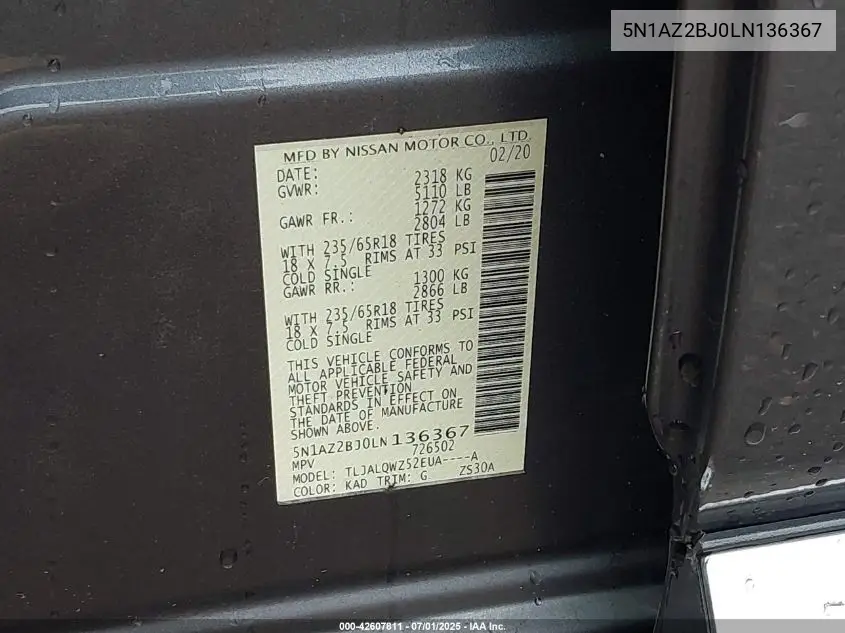 5N1AZ2BJ0LN136367
MFD BY NISSAN MOTOR CO., LTD.
DATE: 02/20
GVWR: 2318 KG
5110 LB
GAWR FR.: 1272 KG
2804 LB
WITH 235/65R18 TIRES
18 X 7.5 RIMS AT 33 PSI
COLD SINGLE
GAWR RR.: 1300 KG
2866 LB
WITH 235/65R18 TIRES
18 X 7.5 RIMS AT 33 PSI
COLD SINGLE
THIS VEHICLE CONFORMS TO
ALL APPLICABLE FEDERAL
MOTOR VEHICLE SAFETY AND
THEFT PREVENTION
STANDARDS IN EFFECT ON
THE DATE OF MANUFACTURE
SHOWN ABOVE.
5N1AZ2BJ0LN136367
MPV 726502
MODEL: TLJALQWZ52EUA----A
COLOR: KAD TRIM: G ZS30A
000-42607811 - 07/01/2025 - IAA Inc.